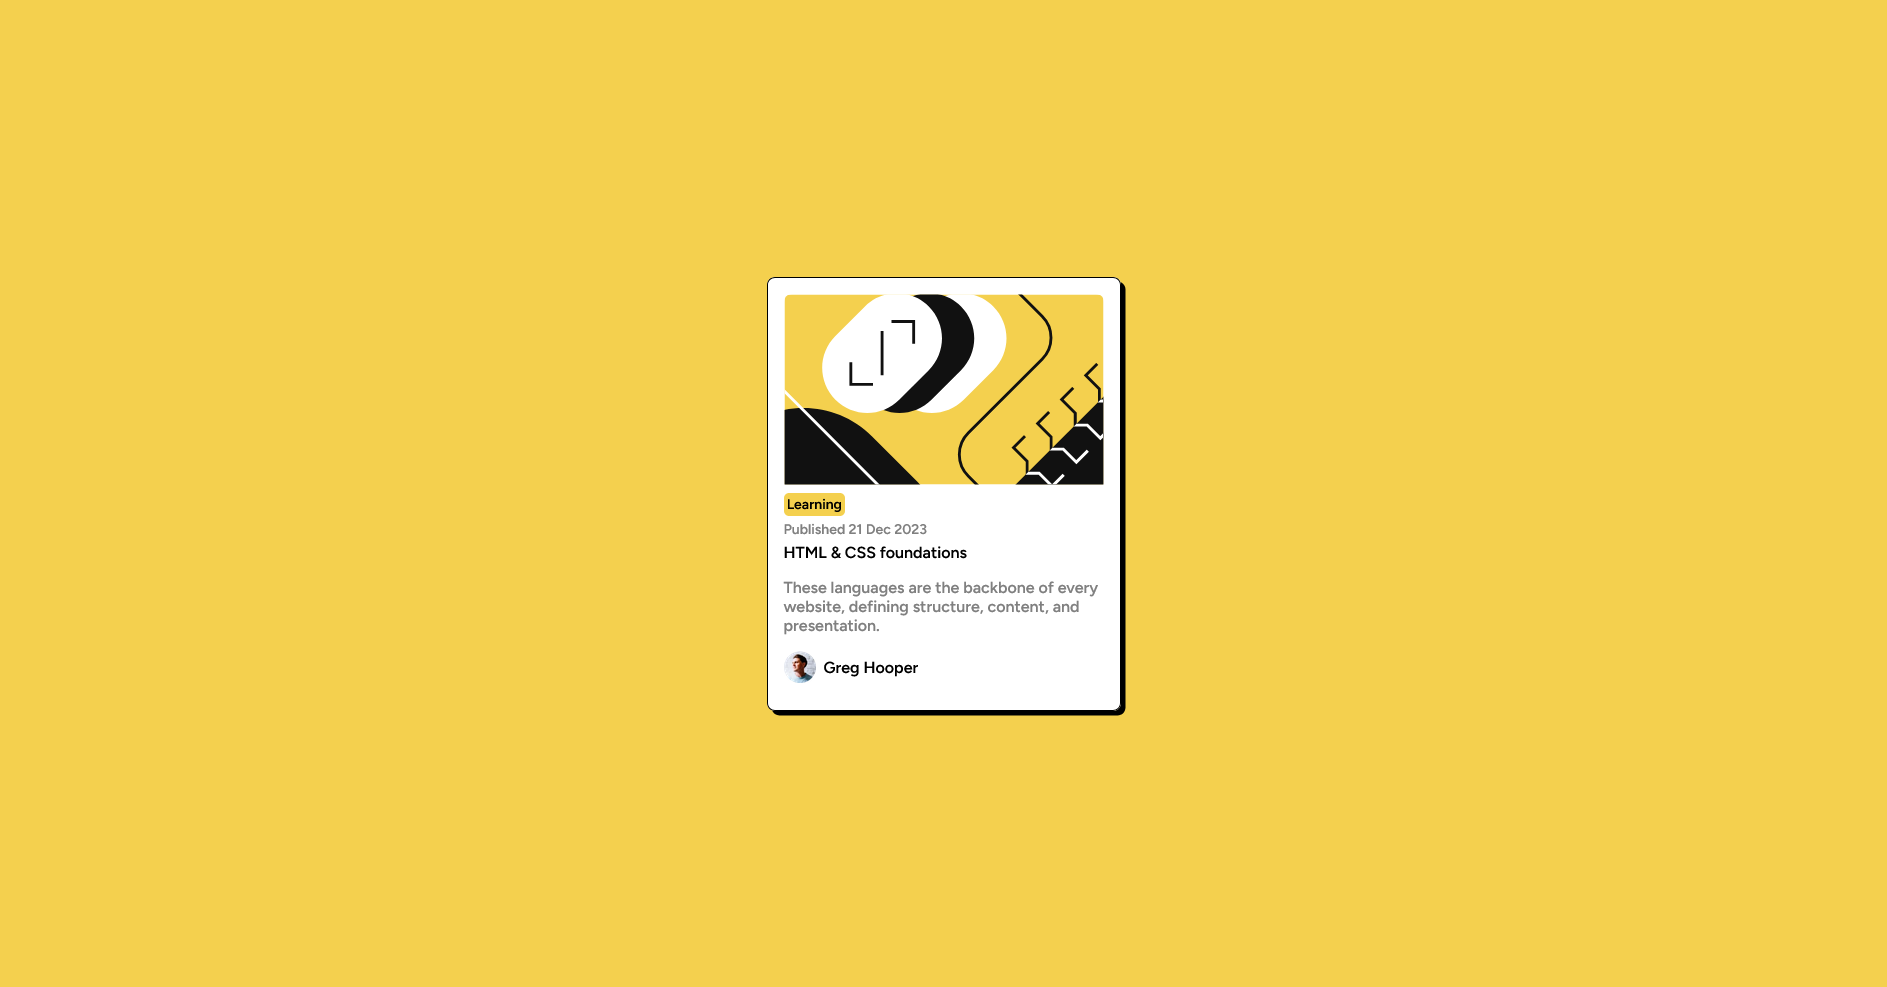 Learning
Published 21 Dec 2023
HTML & CSS foundations
These languages are the backbone of every
website, defining structure, content, and
presentation.
Greg Hooper